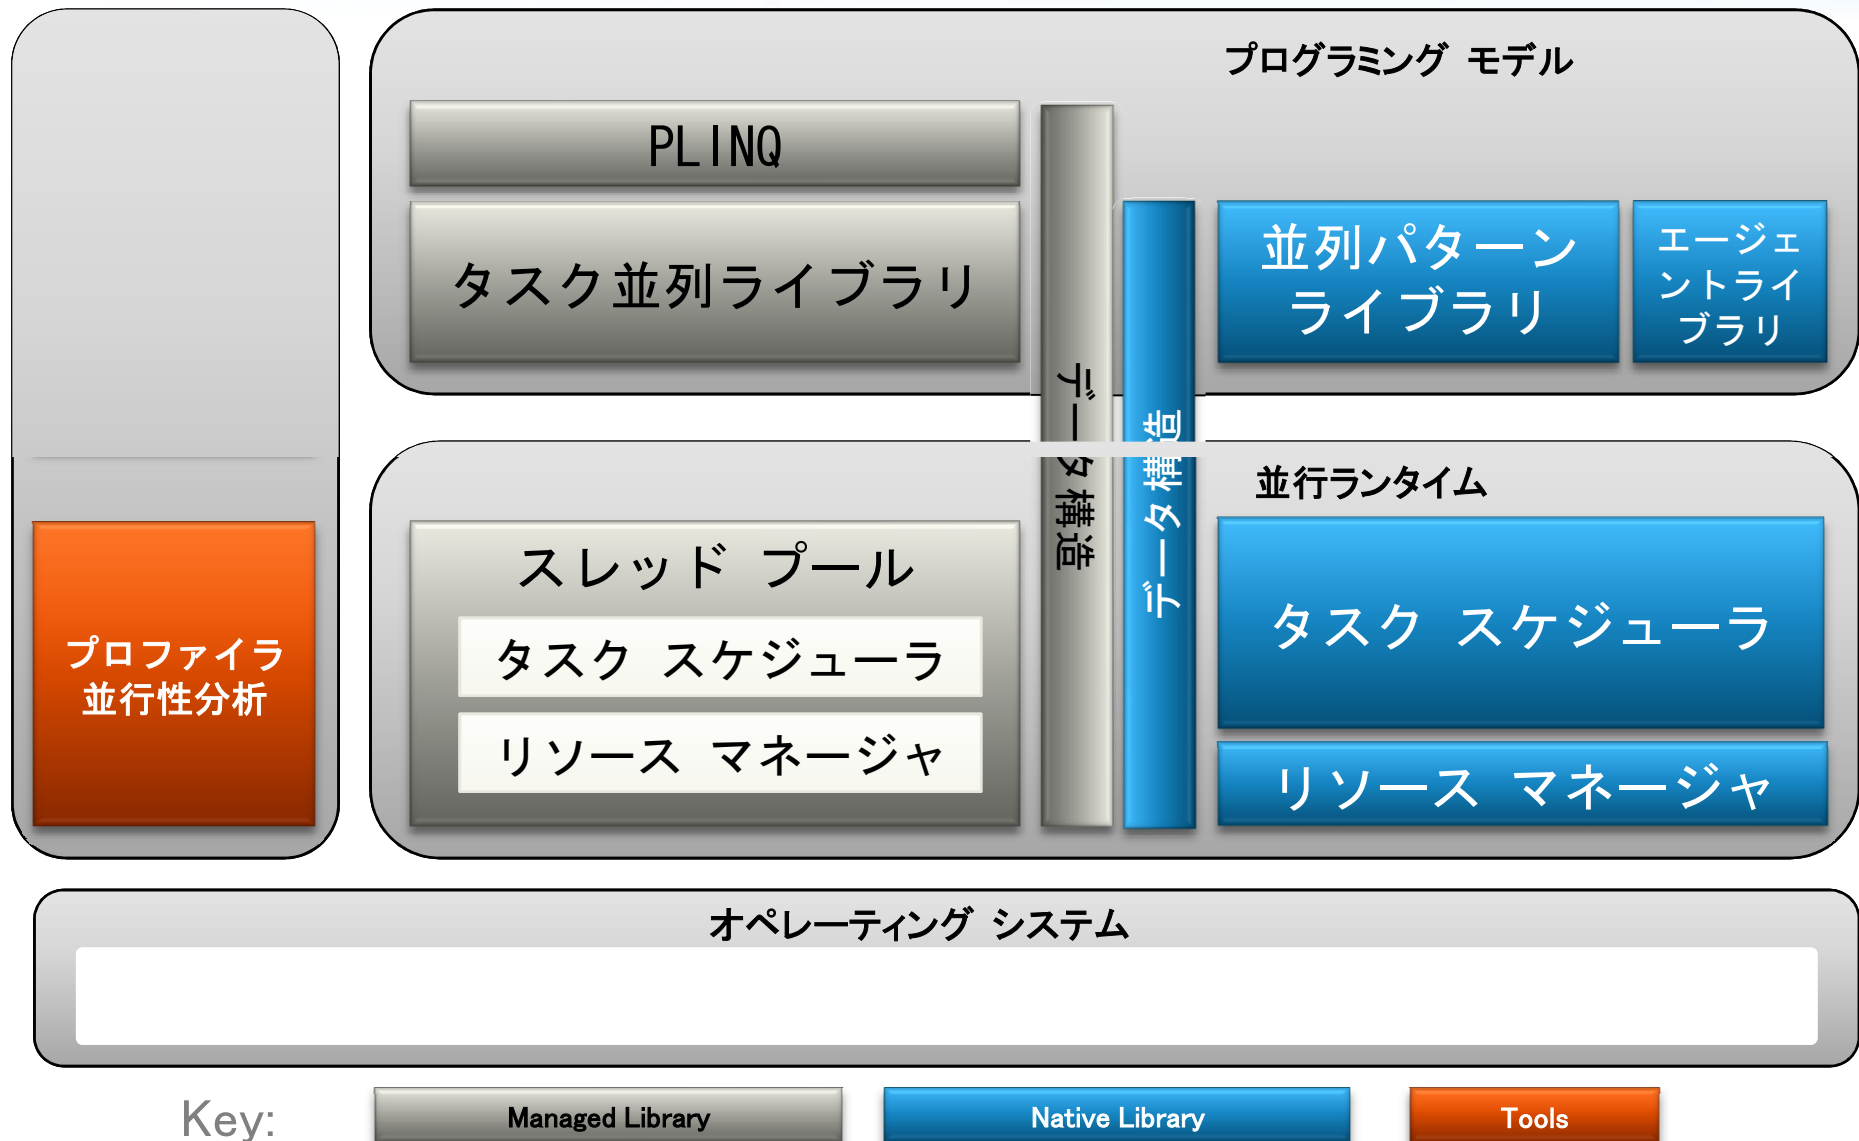 プログラミング モデル
PLINQ
タスク並列ライブラリ
データ構造
データ構造
並列パターン
ライブラリ
エージェ
ントライ
ブラリ
並行ランタイム
スレッド プール
タスク スケジューラ
リソース マネージャ
タスク スケジューラ
リソース マネージャ
プロファイラ
並行性分析
オペレーティング システム
Key:
Managed Library
Native Library
Tools